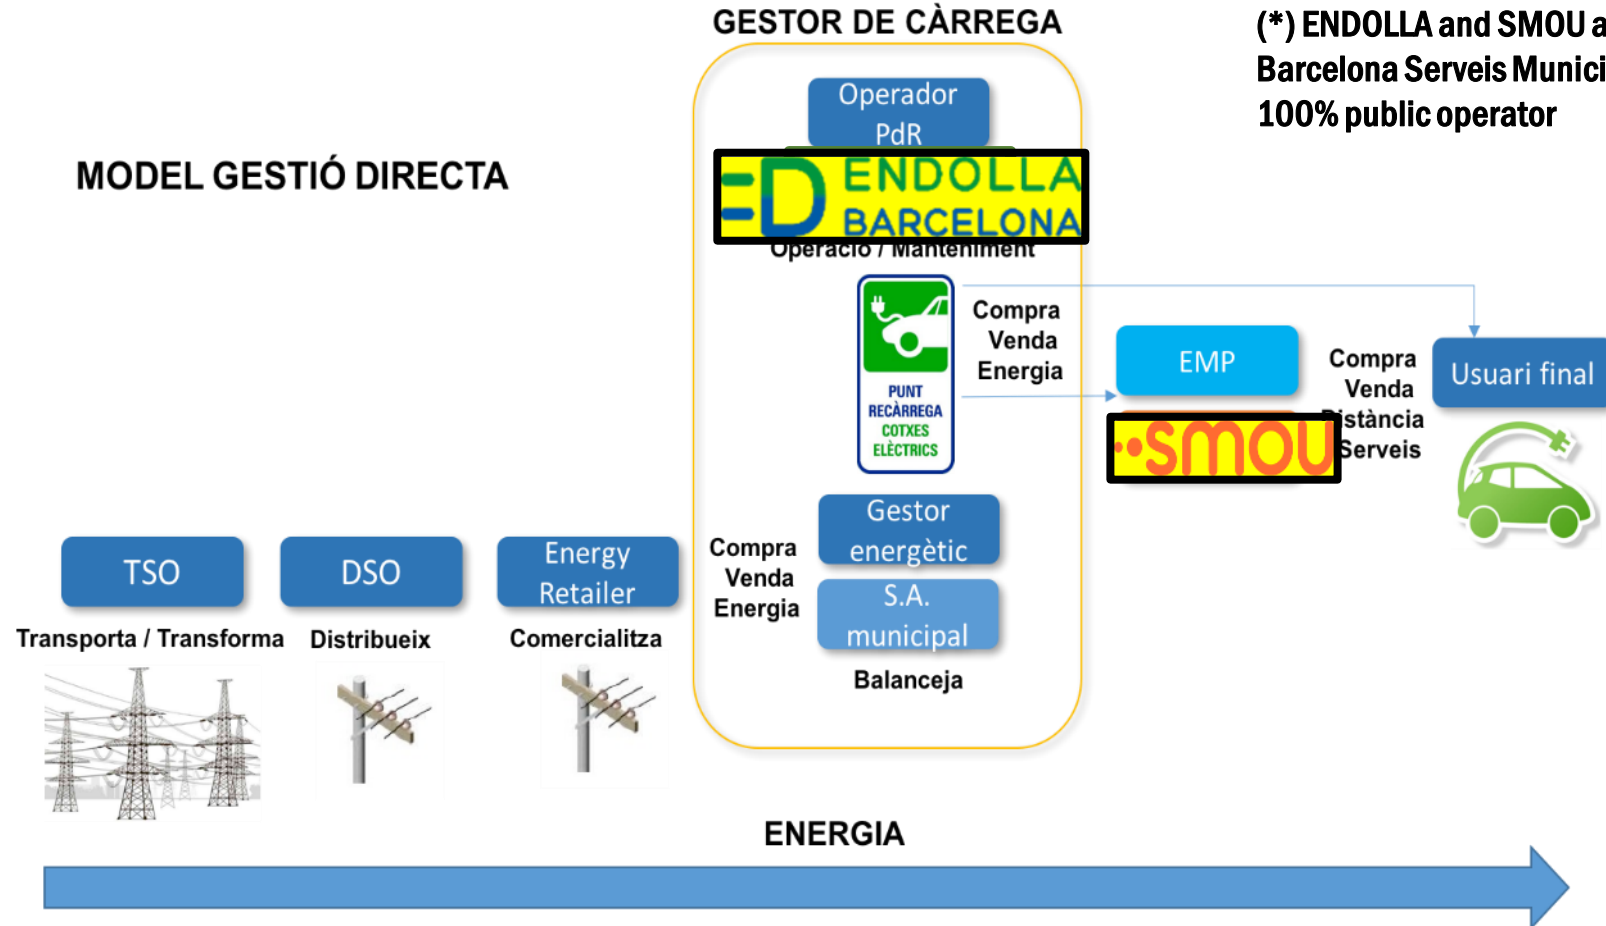 GESTOR DE CÀRREGA
(*) ENDOLLA and SMOU a
Barcelona Serveis Munici
100% public operator
MODEL GESTIÓ DIRECTA
Operador
PdR
ENDOLLA
BARCELONA
Operació / Manteniment
PUNT
RECÀRREGA
COTXES
ELÈCTRICS
Compra
Venda
Energia
EMP
smou
Compra
Venda
Distància
Serveis
Usuari final
TSO
Transporta / Transforma
DSO
Distribueix
Energy
Retailer
Comercialitza
Compra
Venda
Energia
Gestor
energètic
S.A.
municipal
Balanceja
ENERGIA